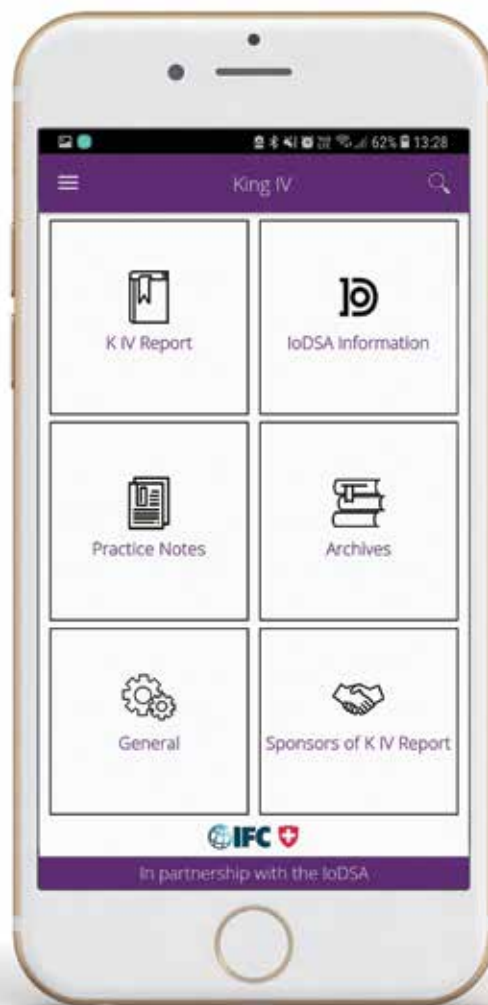 62% 13:28
King IV
K IV Report
IoDSA Information
Practice Notes
Archives
General
Sponsors of K IV Report
IFC
In partnership with the IoDSA